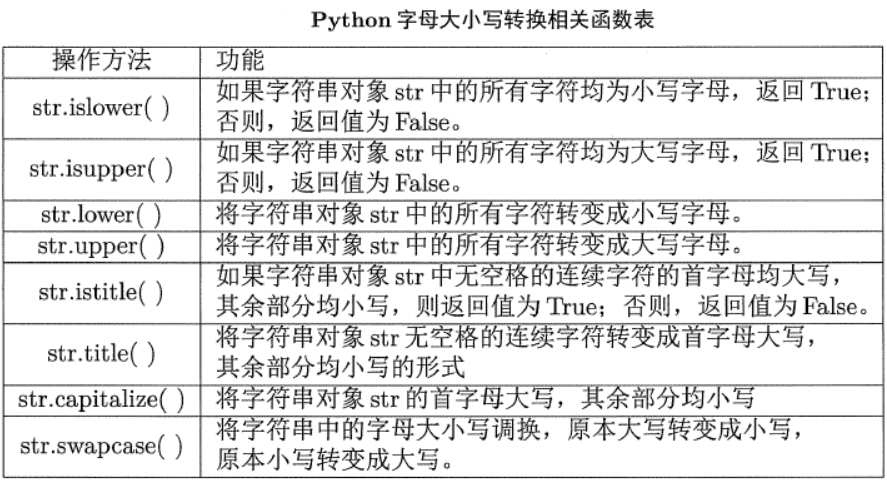 Python 字母大小写转换相关函数表
操作方法 功能
str.islower( ) 如果字符串对象 str 中的所有字符均为小写字母，返回 True；
否则，返回值为 False。
str.isupper( ) 如果字符串对象 str 中的所有字符均为大写字母，返回 True；
否则，返回值为 False。
str.lower( ) 将字符串对象 str 中的所有字符转变成小写字母。
str.upper( ) 将字符串对象 str 中的所有字符转变成大写字母。
str.istitle( ) 如果字符串对象 str 中无空格的连续字符的首字母均大写，
其余部分均小写，则返回值为 True；否则，返回值为 False。
str.title( ) 将字符串对象 str 无空格的连续字符转变成首字母大写，
其余部分均小写的形式
str.capitalize( ) 将字符串对象 str 的首字母大写，其余部分均小写
str.swapcase( ) 将字符串中的字母大小写调换，原本大写转变成小写，
原本小写转变成大写。